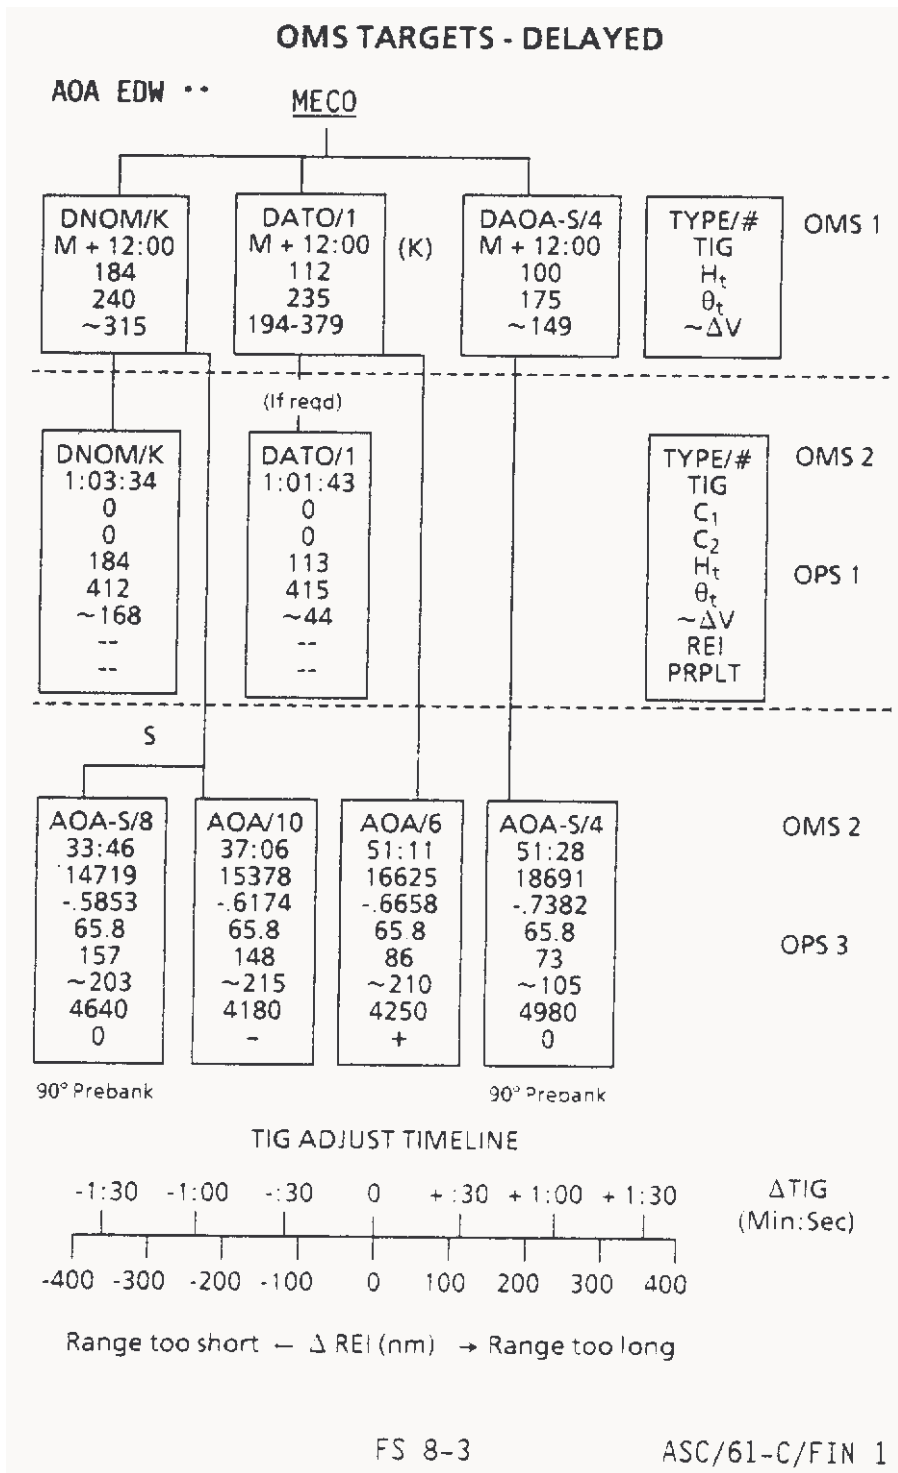 OMS TARGETS - DELAYED
AOA EDW ••
MECO
DNOM/K
M + 12:00
184
240
~315
DATO/1
M + 12:00
112
235
194-379
(K)
DAOA-S/4
M + 12:00
100
175
~149
TYPE/#
TIG
Ht
θt
~ΔV
OMS 1
(If reqd)
DNOM/K
1:03:34
0
0
184
412
~168
--
--
DATO/1
1:01:43
0
0
113
415
~44
--
--
TYPE/#
TIG
C1
C2
Ht
θt
~ΔV
REI
PRPLT
OMS 2
OPS 1
S
AOA-S/8
33:46
14719
-.5853
65.8
157
~203
4640
0
90° Prebank
AOA/10
37:06
15378
-.6174
65.8
148
~215
4180
-
AOA/6
51:11
16625
-.6658
65.8
86
~210
4250
+
AOA-S/4
51:28
18691
-.7382
65.8
73
~105
4980
0
90° Prebank
OMS 2
OPS 3
TIG ADJUST TIMELINE
-1:30 -1:00 -:30 0 + :30 + 1:00 + 1:30
ΔTIG
(Min:Sec)
-400 -300 -200 -100 0 100 200 300 400
Range too short ← Δ REI (nm) → Range too long
FS 8-3
ASC/61-C/FIN 1